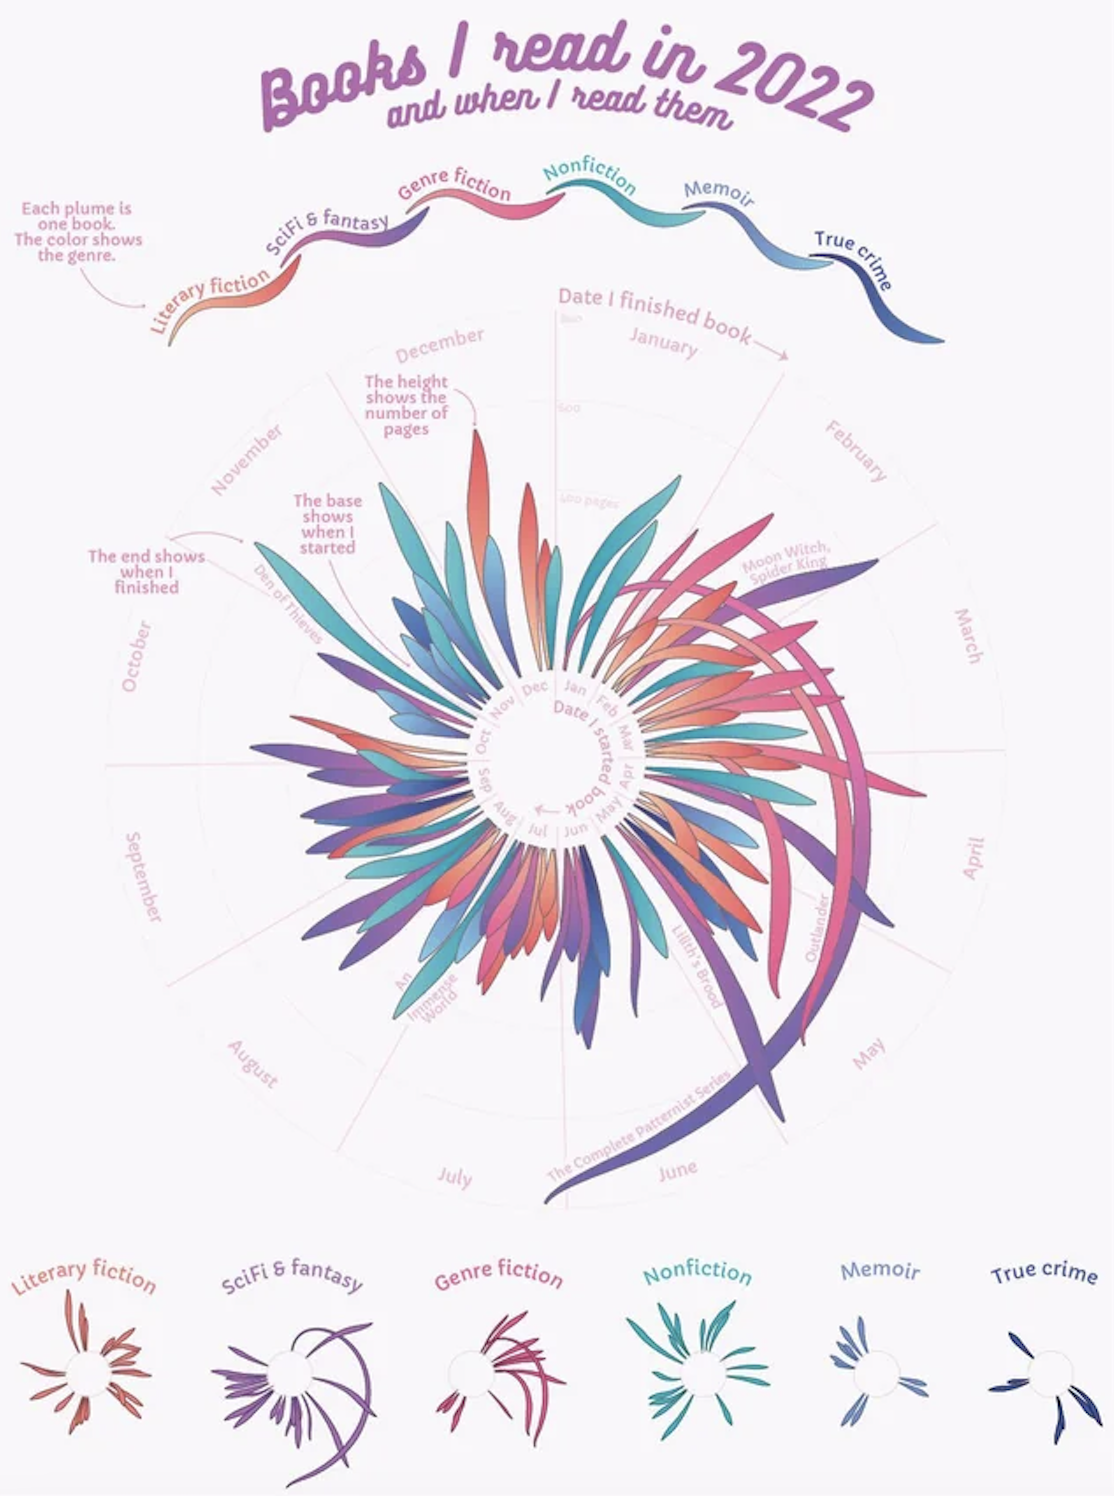 Books I read in 2022
and when I read them
Each plume is
one book.
The color shows
the genre.
Literary fiction
SciFi & fantasy
Genre fiction
Nonfiction
Memoir
True crime
Date I finished book
January
February
March
April
May
June
July
August
September
October
November
December
600
400 pages
The height
shows the
number of
pages
The base
shows
when I
started
The end shows
when I
finished
Den of Thieves
Moon Witch,
Spider King
Outlander
Lilith's Brood
The Complete Patternist Series
An
Immense
World
Date I started book
Jan
Feb
Mar
Apr
May
Jun
Jul
Aug
Sep
Oct
Nov
Dec
Literary fiction
SciFi & fantasy
Genre fiction
Nonfiction
Memoir
True crime